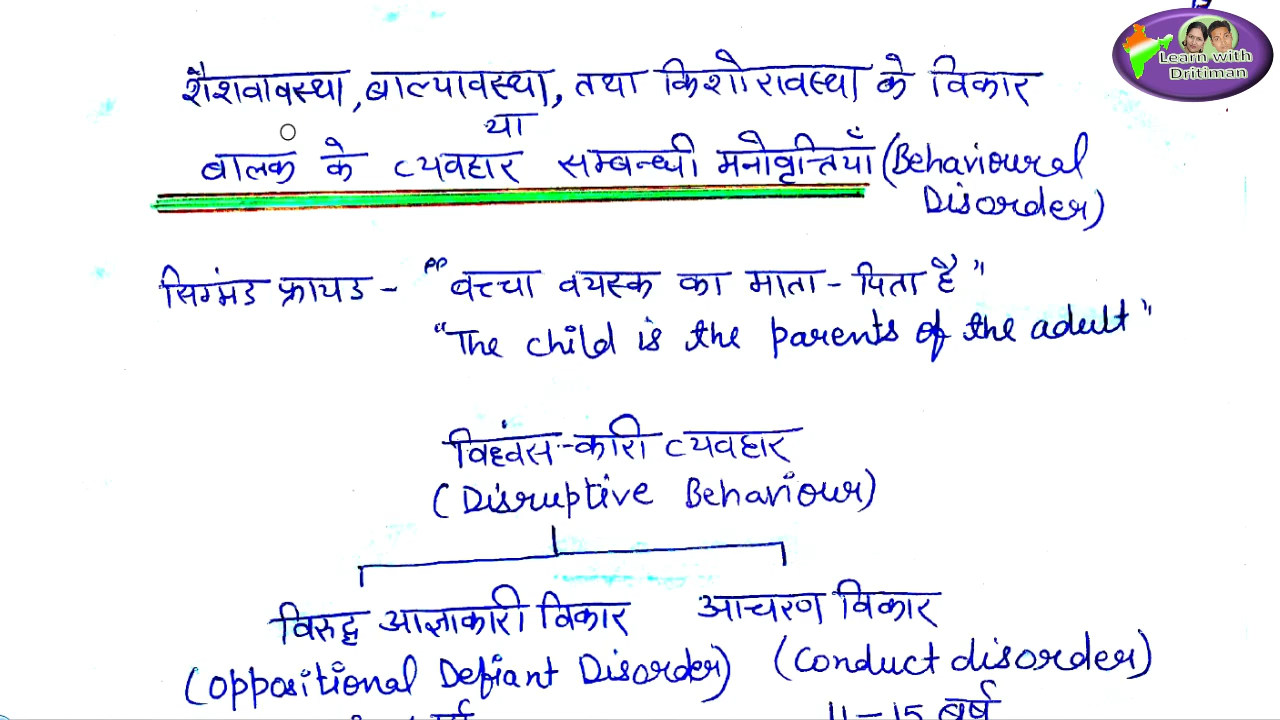 Learn with
Dritiman
शैशवावस्था, बाल्यावस्था, तथा किशोरावस्था के विकार
या
बालक के व्यवहार सम्बन्धी मनोवृत्तियाँ (Behavioural
Disorder)
सिग्मंड फ्रायड - "बच्चा वयस्क का माता - पिता है"
"The child is the parents of the adult"
विध्वंस-कारी व्यवहार
(Disruptive Behaviour)
विरुद्ध आज्ञाकारी विकार आचरण विकार
(Oppositional Defiant Disorder) (Conduct disorder)
11-15 वर्ष